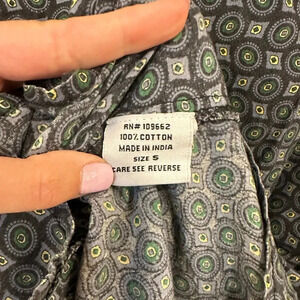 RN# 109662
100% COTTON
MADE IN INDIA
SIZE S
CARE SEE REVERSE